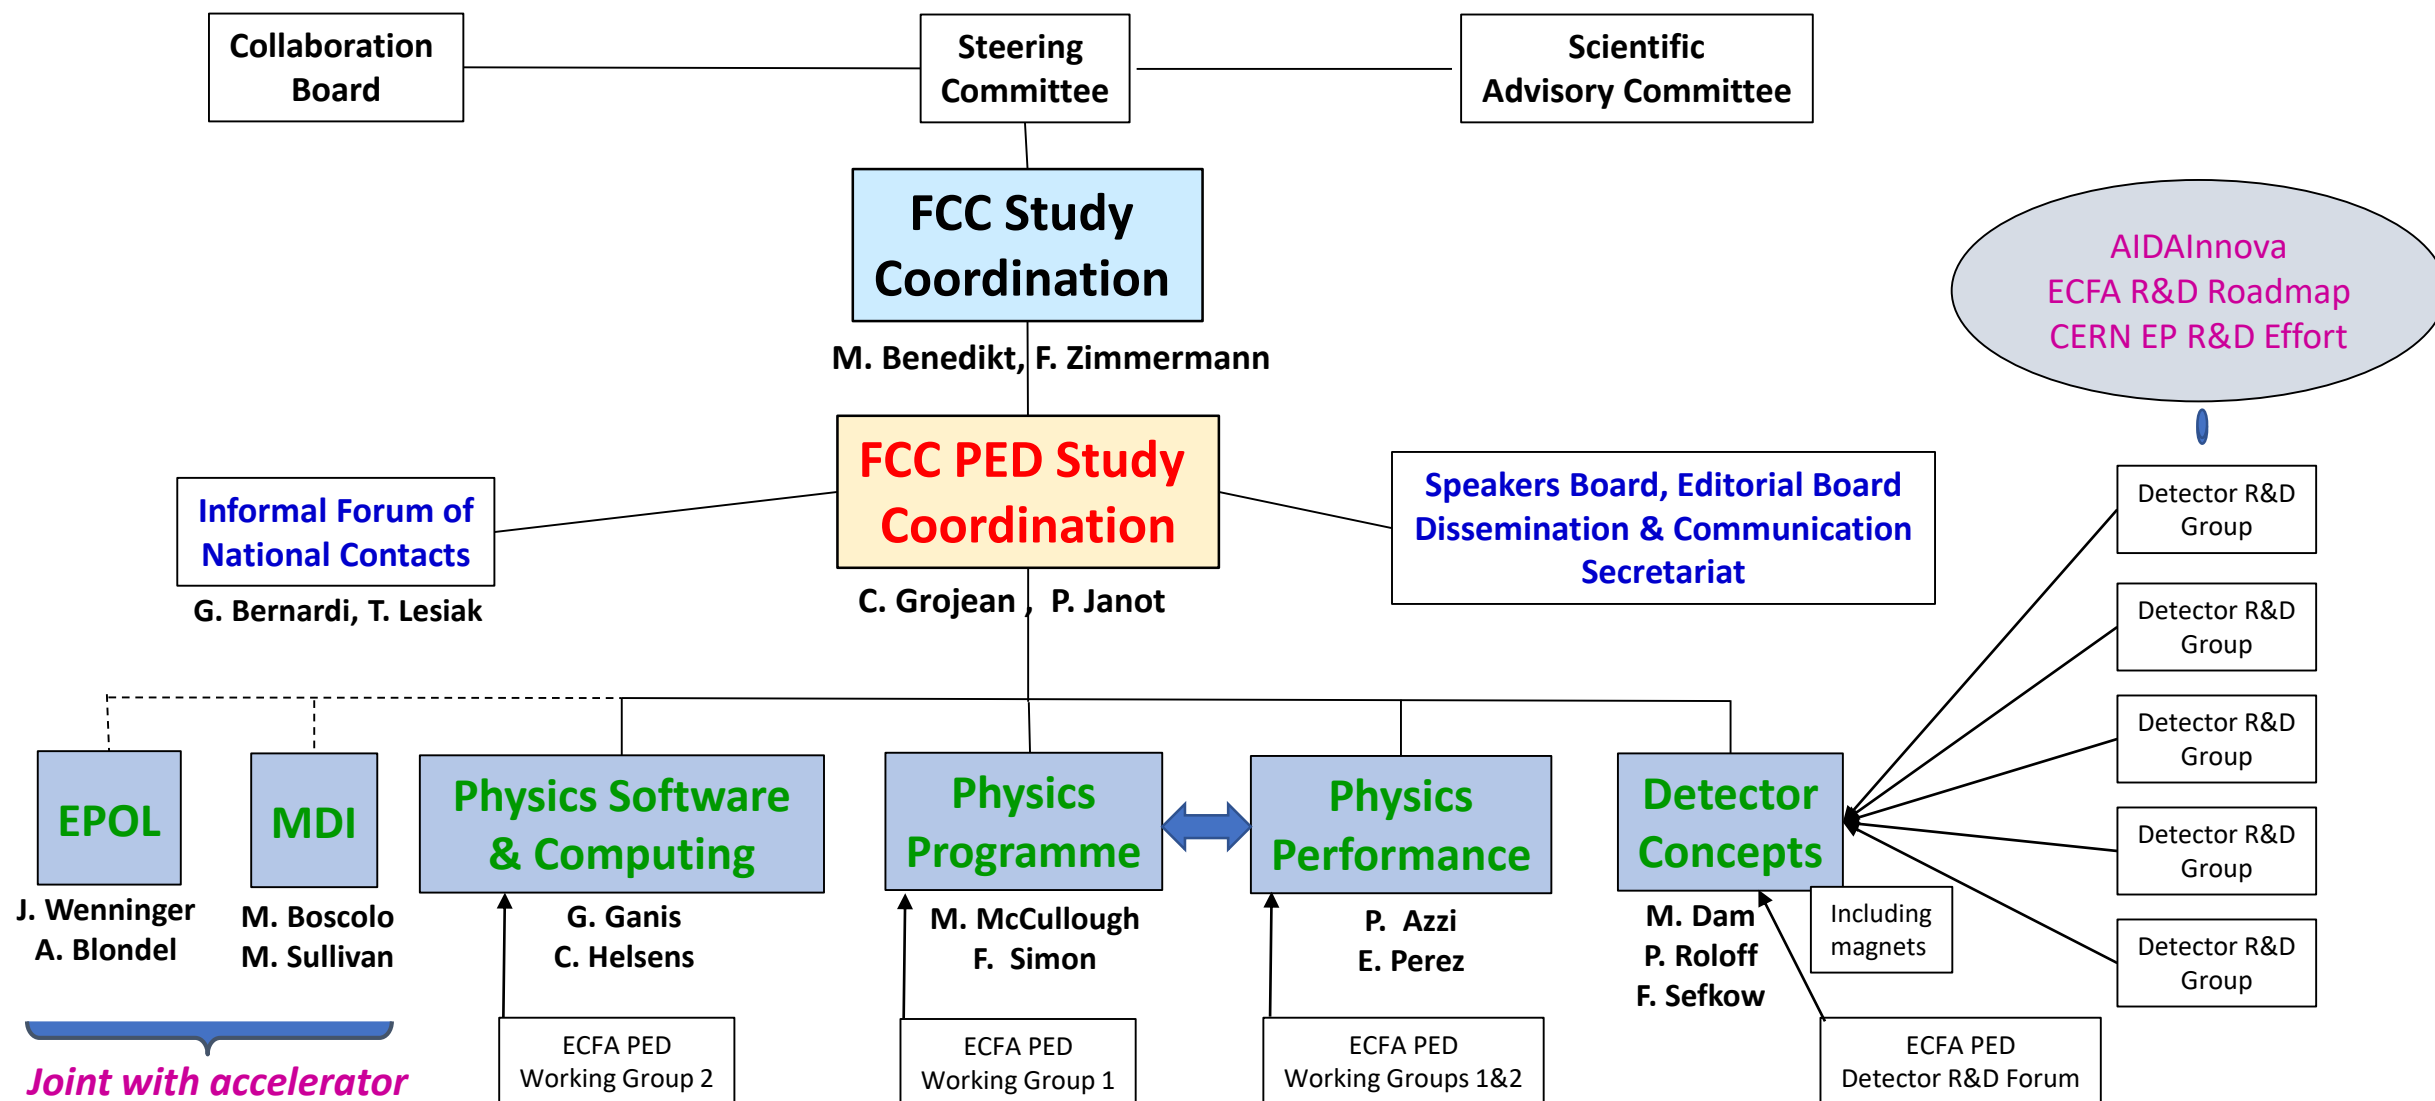 Collaboration
Board
Steering
Committee
Scientific
Advisory Committee
FCC Study
Coordination
M. Benedikt, F. Zimmermann
AIDAInnova
ECFA R&D Roadmap
CERN EP R&D Effort
FCC PED Study
Coordination
C. Grojean , P. Janot
Informal Forum of
National Contacts
G. Bernardi, T. Lesiak
Speakers Board, Editorial Board
Dissemination & Communication
Secretariat
Detector R&D
Group
Detector R&D
Group
Detector R&D
Group
Detector R&D
Group
Detector R&D
Group
EPOL
J. Wenninger
A. Blondel
MDI
M. Boscolo
M. Sullivan
Joint with accelerator
Physics Software
& Computing
G. Ganis
C. Helsens
ECFA PED
Working Group 2
Physics
Programme
M. McCullough
F. Simon
ECFA PED
Working Group 1
Physics
Performance
P. Azzi
E. Perez
ECFA PED
Working Groups 1&2
Detector
Concepts
Including
magnets
M. Dam
P. Roloff
F. Sefkow
ECFA PED
Detector R&D Forum